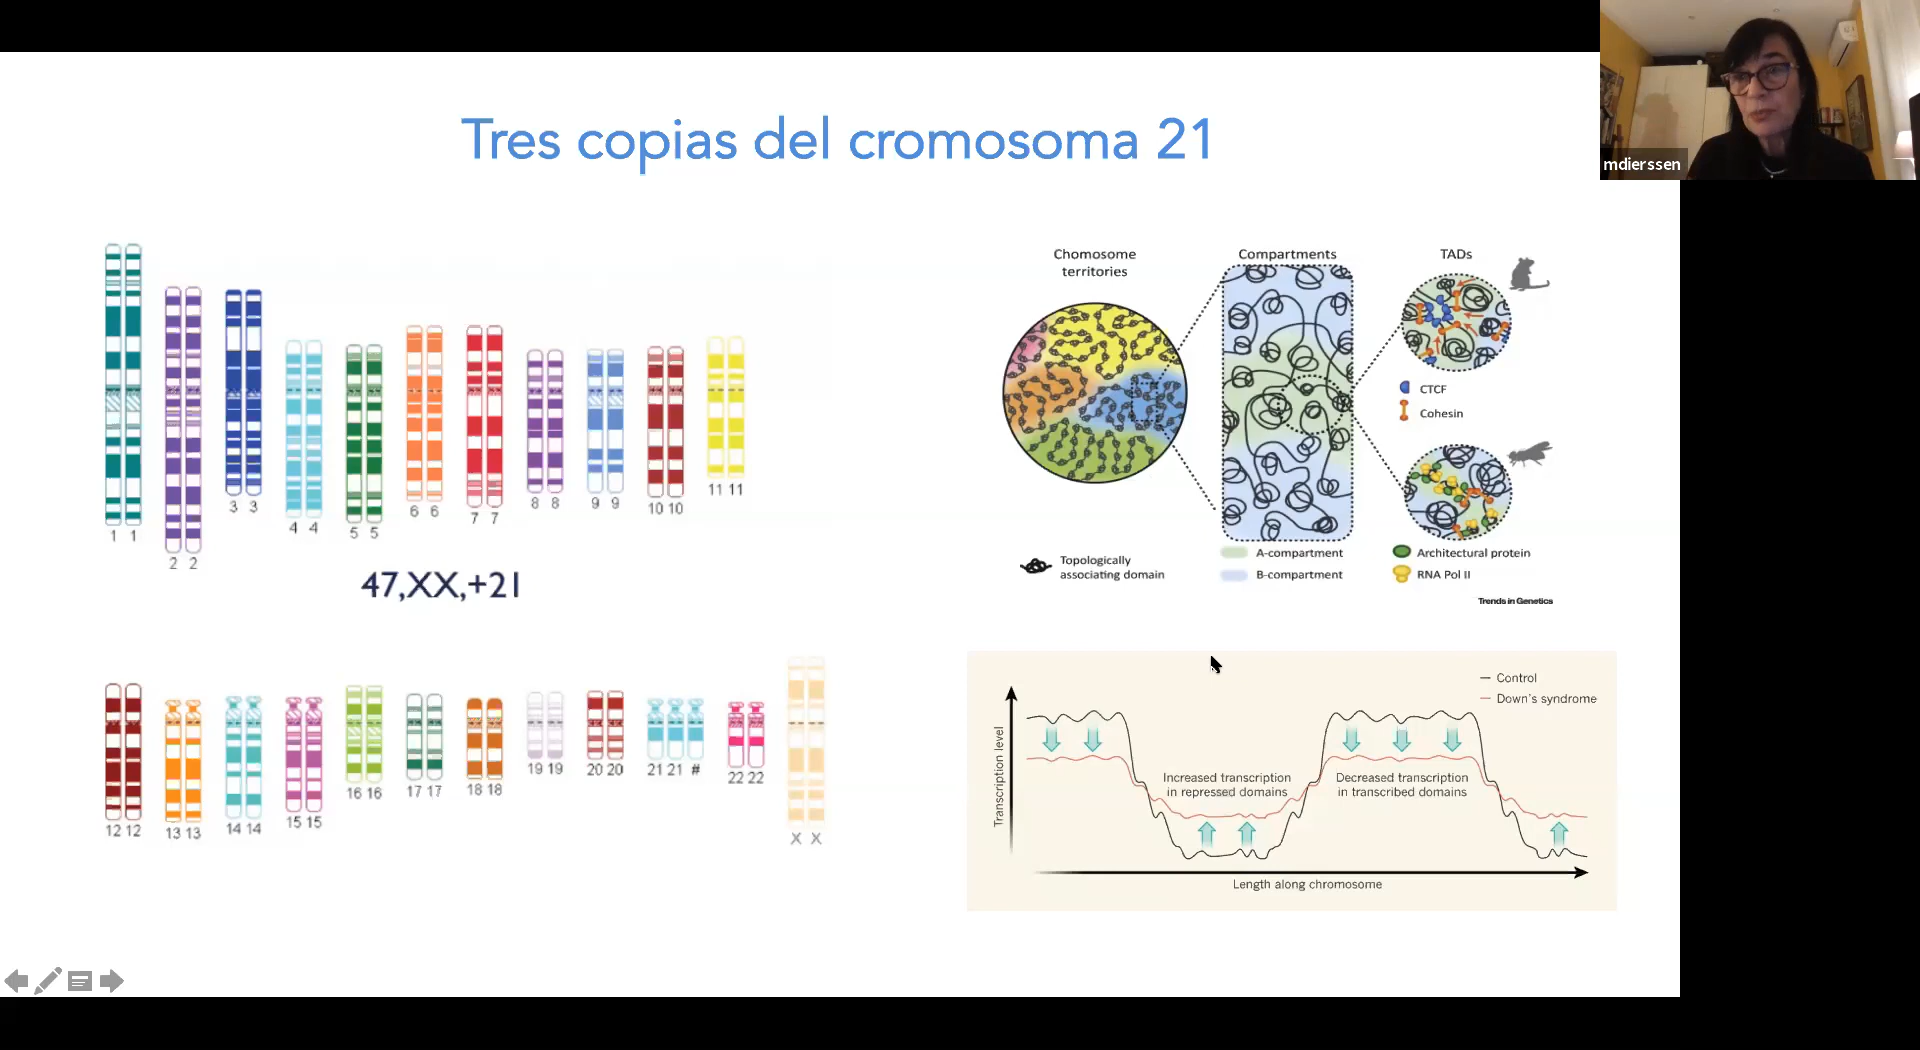 mdierssen
Tres copias del cromosoma 21
1 1
2 2
3 3
4 4
5 5
6 6
7 7
8 8
9 9
10 10
11 11
47,XX,+21
12 12
13 13
14 14
15 15
16 16
17 17
18 18
19 19
20 20
21 21 #
22 22
X X
Chromosome
territories
Compartments
TADs
CTCF
Cohesin
Topologically
associating domain
A-compartment
B-compartment
Architectural protein
RNA Pol II
Trends in Genetics
Control
Down's syndrome
Transcription level
Increased transcription
in repressed domains
Decreased transcription
in transcribed domains
Length along chromosome